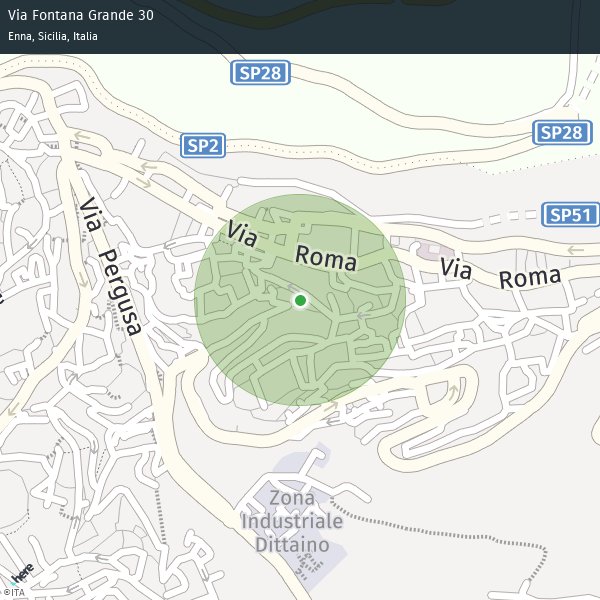 Via Fontana Grande 30
Enna, Sicilia, Italia
SP28
SP28
SP2
SP51
Via Roma
Via Roma
Via Pergusa
Zona
Industriale
Dittaino
here
©ITA